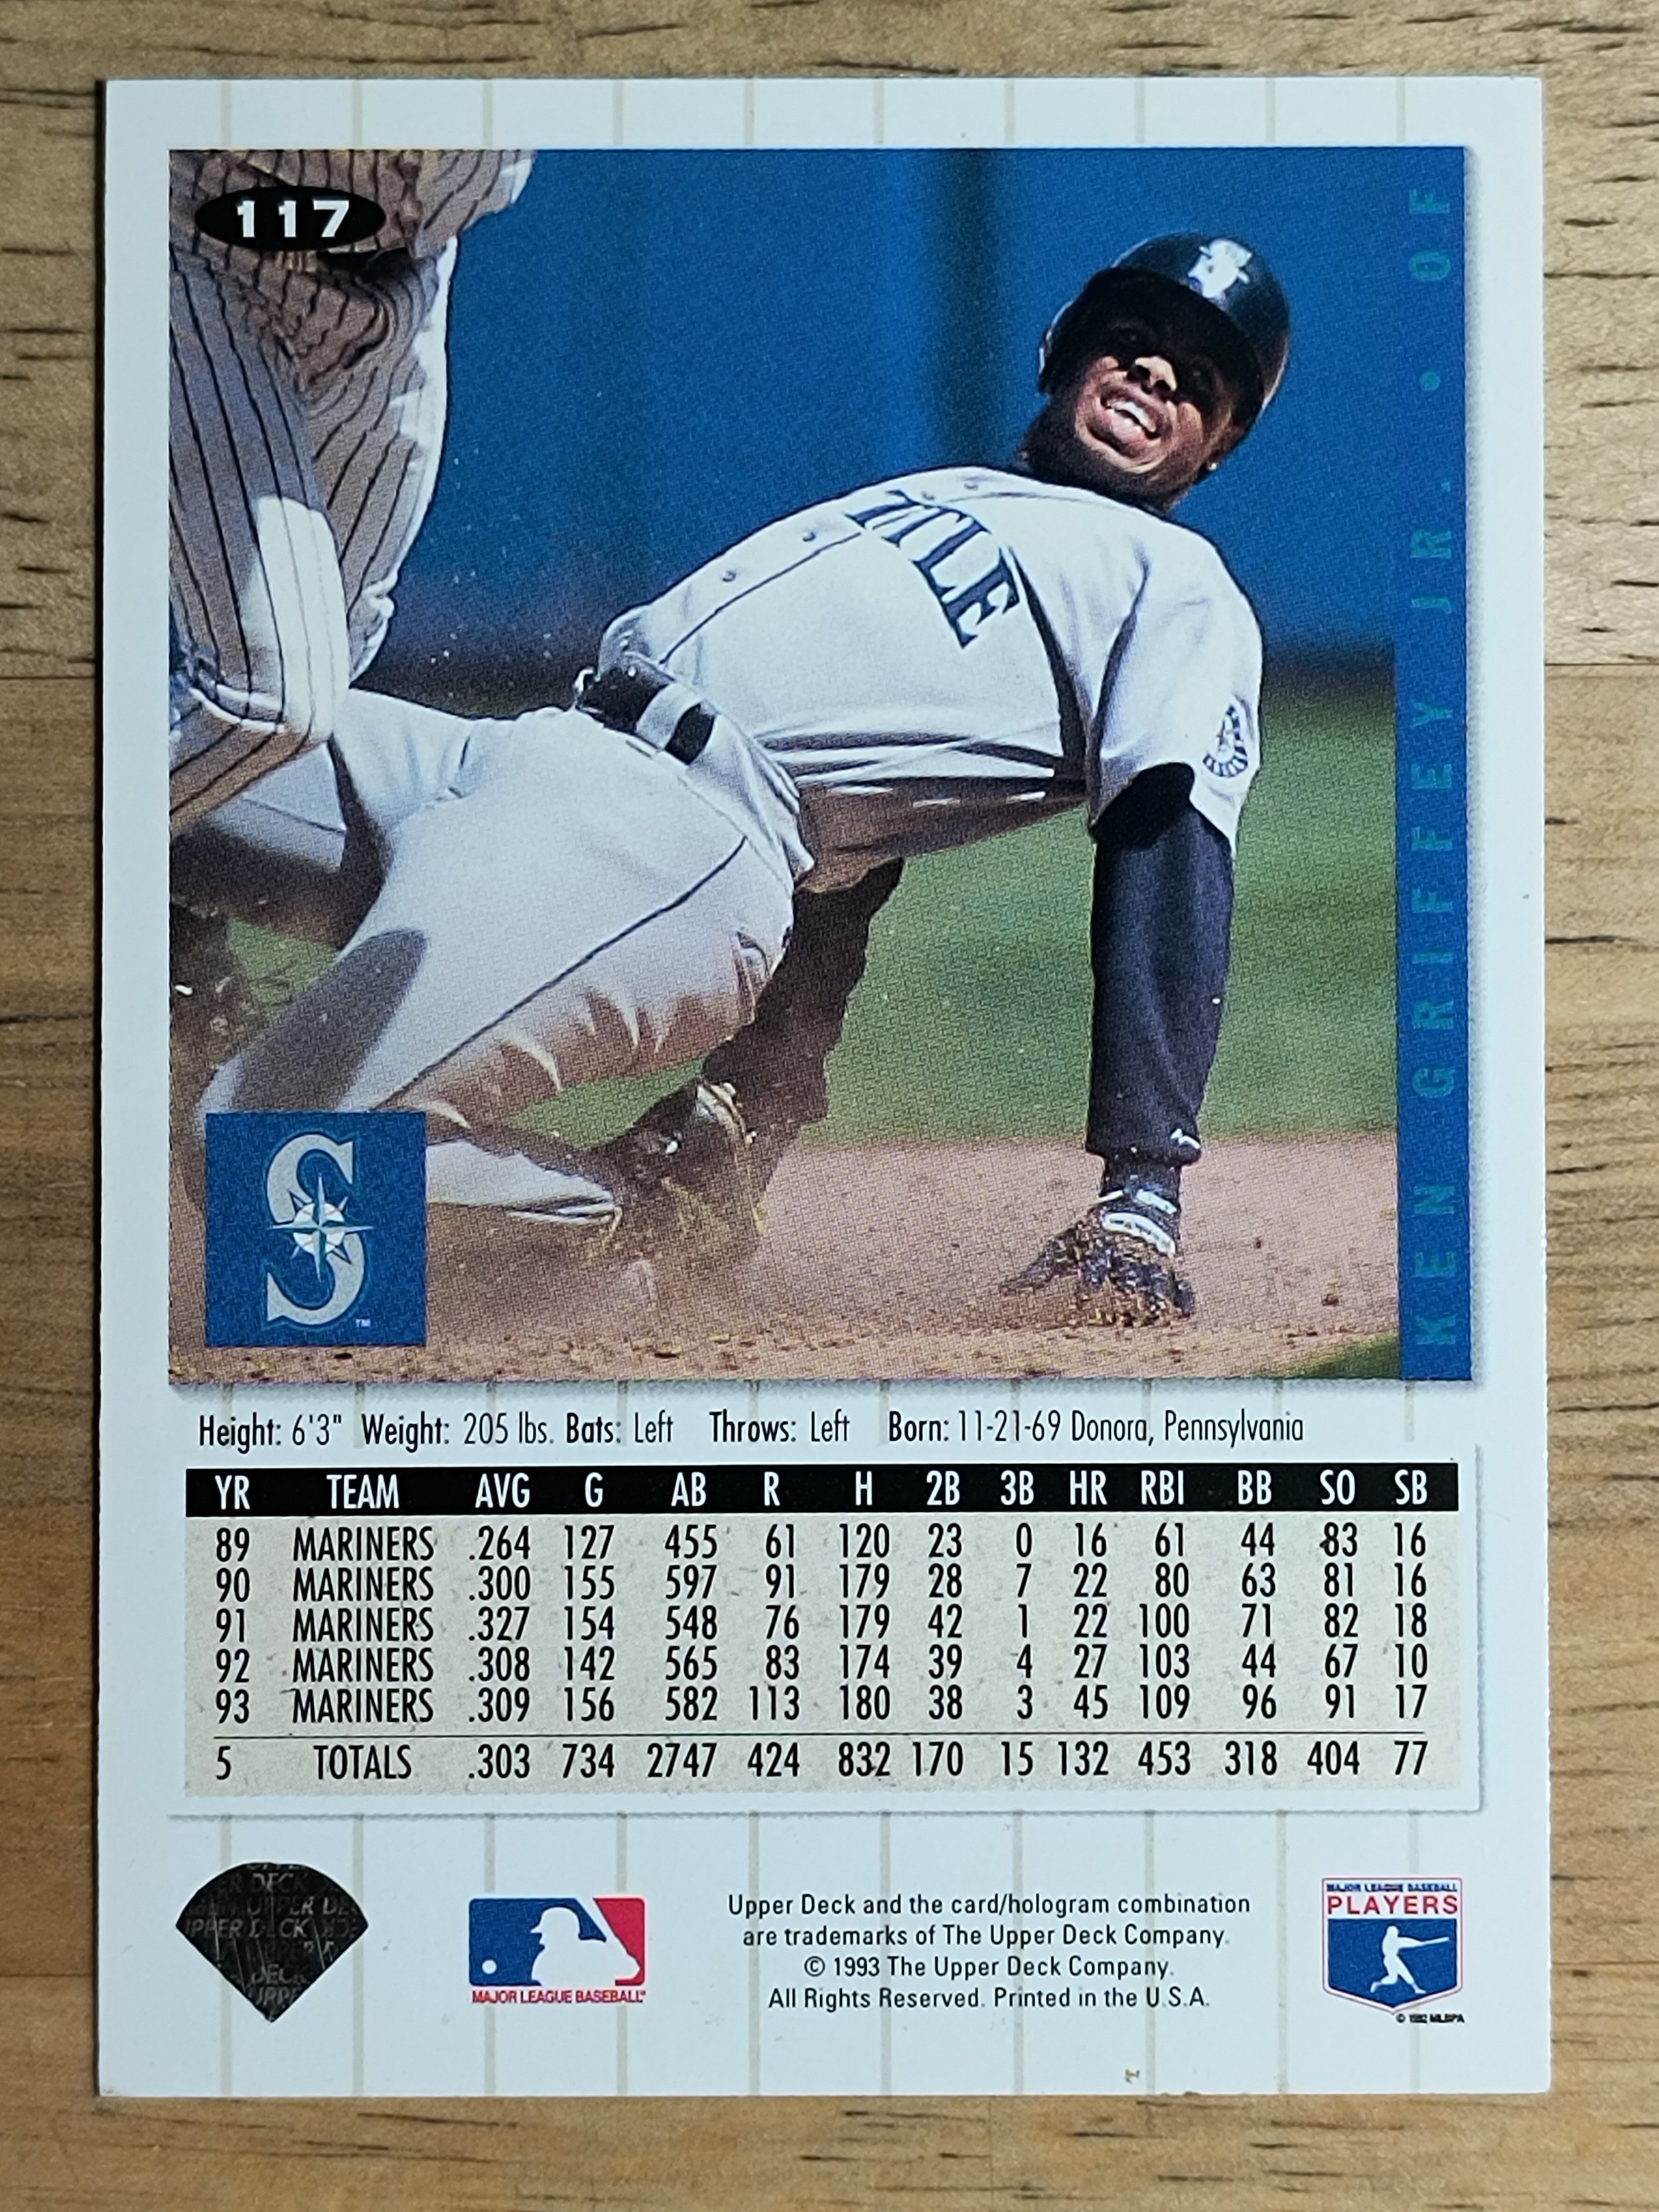 117
TTLE
KEN GRIFFEY JR. • OF
S
TM
Height: 6'3" Weight: 205 lbs. Bats: Left Throws: Left Born: 11-21-69 Donora, Pennsylvania
YR TEAM AVG G AB R H 2B 3B HR RBI BB SO SB
89 MARINERS .264 127 455 61 120 23 0 16 61 44 83 16
90 MARINERS .300 155 597 91 179 28 7 22 80 63 81 16
91 MARINERS .327 154 548 76 179 42 1 22 100 71 82 18
92 MARINERS .308 142 565 83 174 39 4 27 103 44 67 10
93 MARINERS .309 156 582 113 180 38 3 45 109 96 91 17
5 TOTALS .303 734 2747 424 832 170 15 132 453 318 404 77
UPPER DECK
MAJOR LEAGUE BASEBALL
Upper Deck and the card/hologram combination
are trademarks of The Upper Deck Company.
© 1993 The Upper Deck Company.
All Rights Reserved. Printed in the U.S.A.
MAJOR LEAGUE BASEBALL
PLAYERS
© 1992 MLBPA